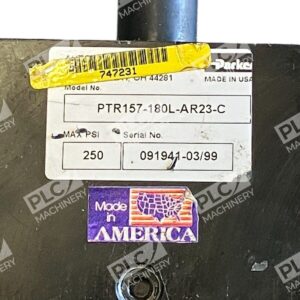 747231
OH 44281
Parker
MADE IN USA
Model No.
PTR157-180L-AR23-C
MAX PSI
Serial No.
250
091941-03/99
Made in
AMERICA
PLC
MACHINERY